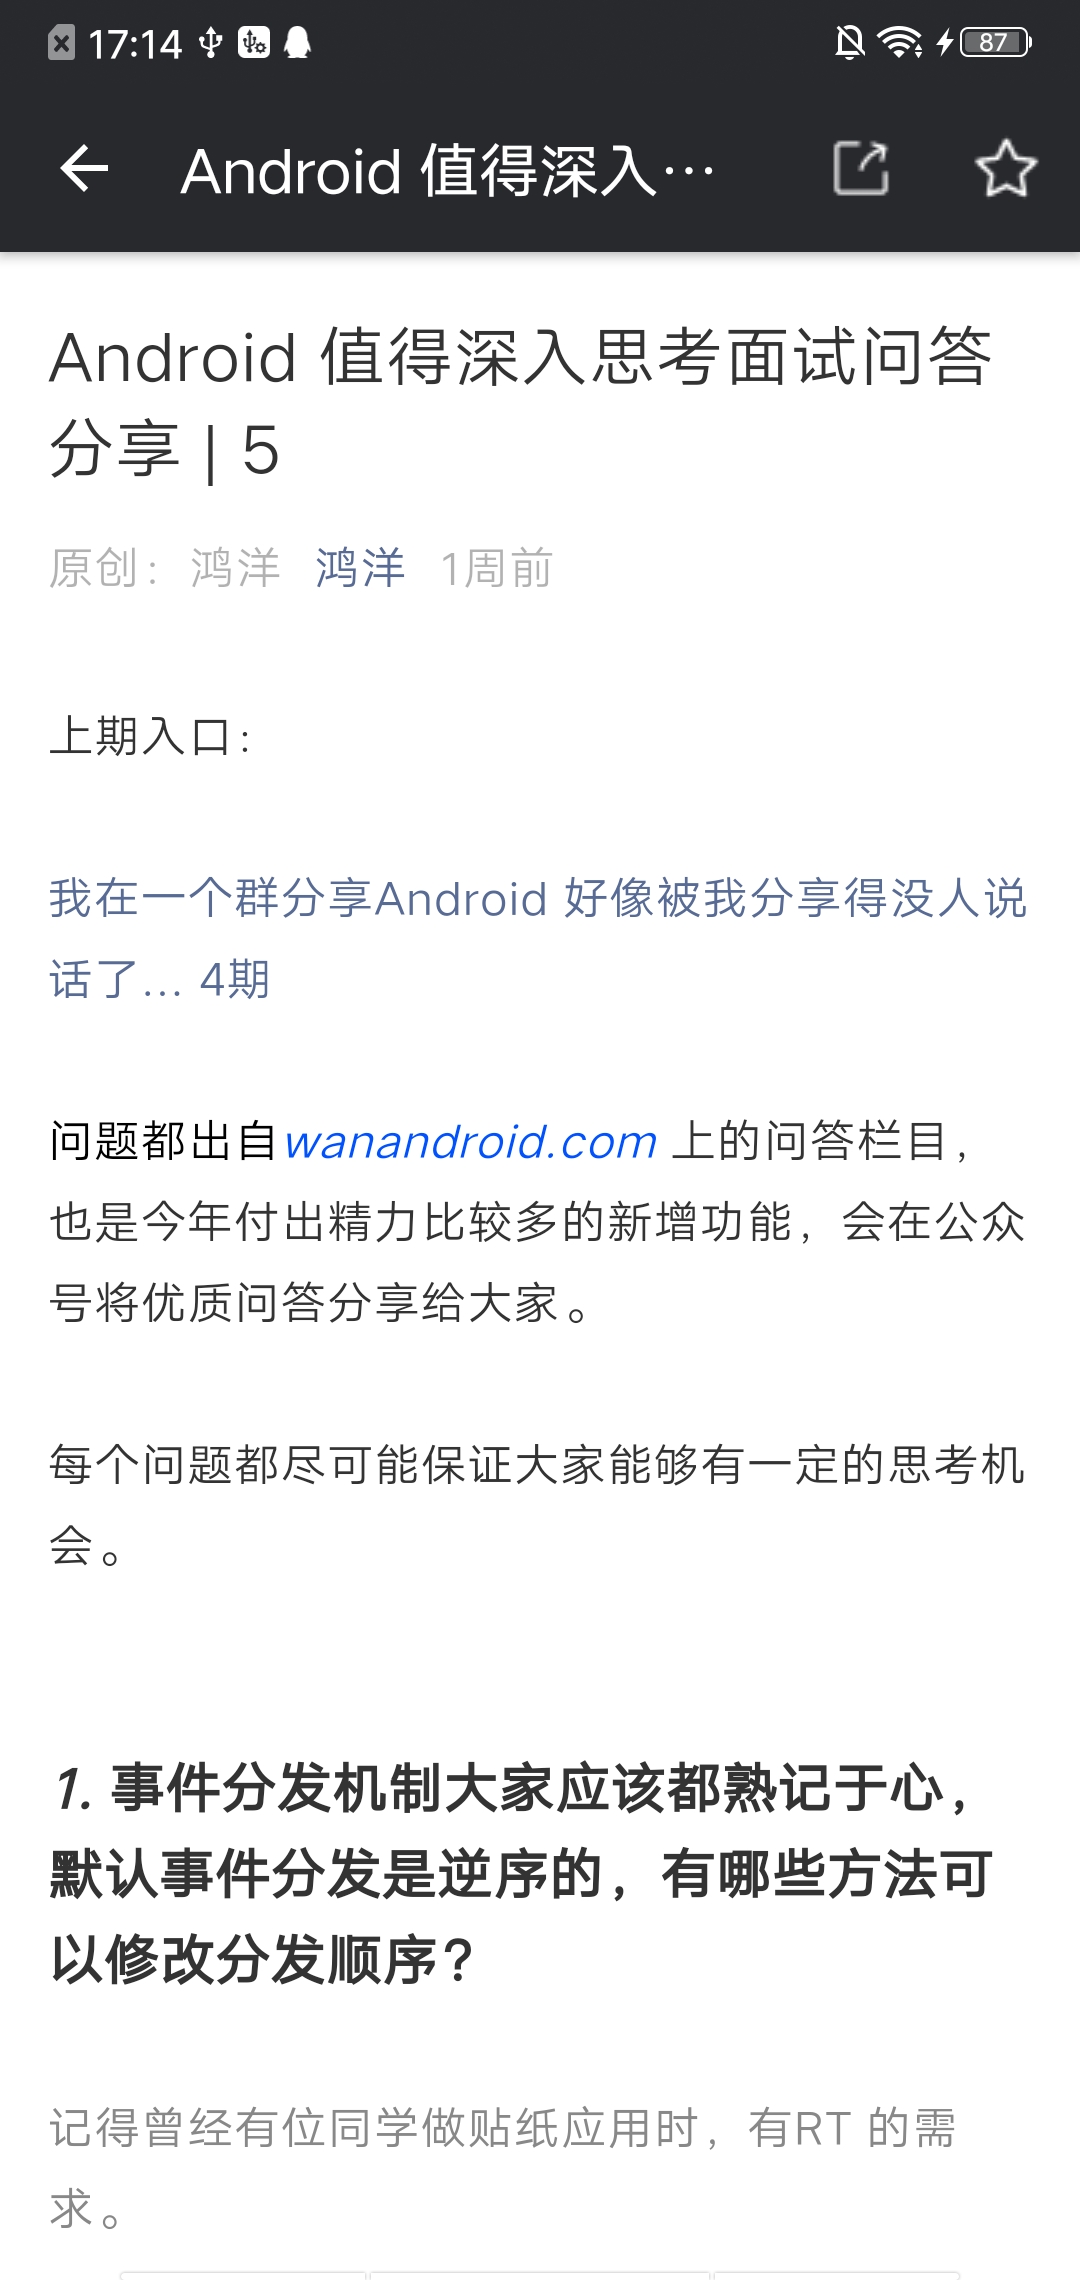 17:14
87
Android 值得深入…
Android 值得深入思考面试问答
分享 | 5
原创： 鸿洋 鸿洋 1周前
上期入口：
我在一个群分享Android 好像被我分享得没人说
话了... 4期
问题都出自wanandroid.com 上的问答栏目，
也是今年付出精力比较多的新增功能，会在公众
号将优质问答分享给大家。
每个问题都尽可能保证大家能够有一定的思考机
会。
1. 事件分发机制大家应该都熟记于心，
默认事件分发是逆序的，有哪些方法可
以修改分发顺序？
记得曾经有位同学做贴纸应用时，有RT 的需
求。